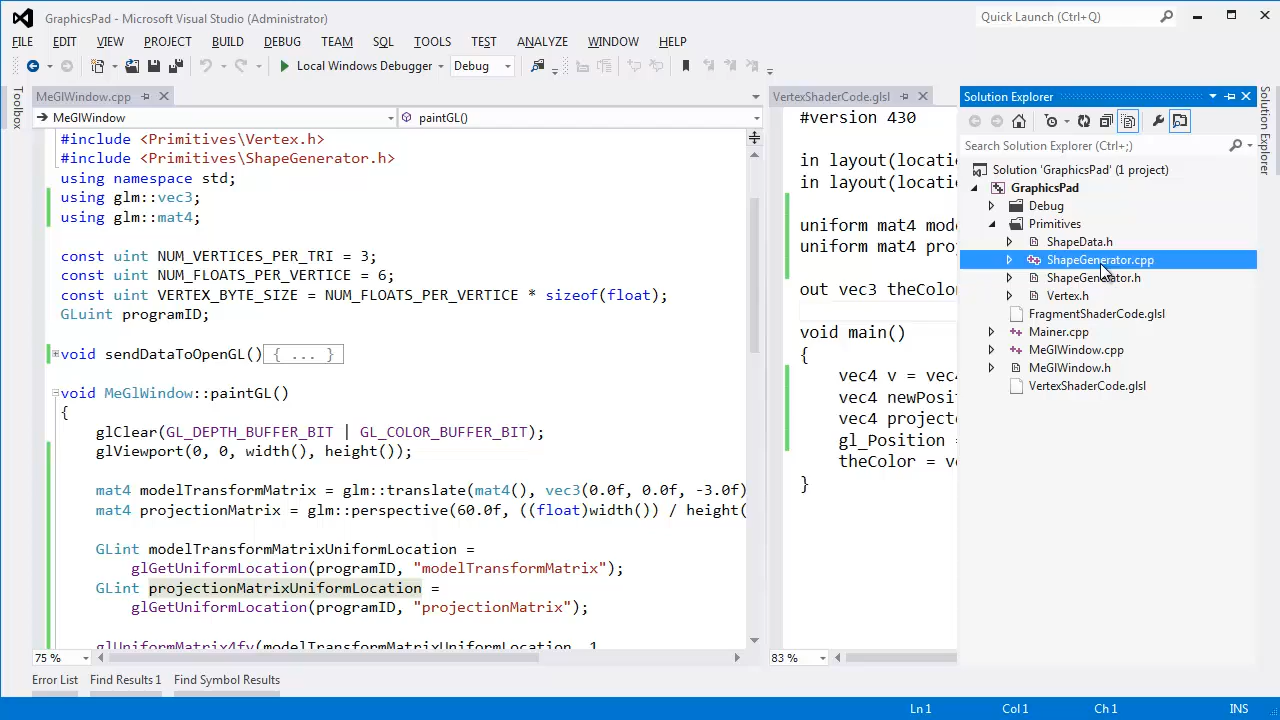 GraphicsPad - Microsoft Visual Studio (Administrator)
Quick Launch (Ctrl+Q)
FILE EDIT VIEW PROJECT BUILD DEBUG TEAM SQL TOOLS TEST ANALYZE WINDOW HELP
Local Windows Debugger Debug
Toolbox
MeGlWindow.cpp
MeGlWindow paintGL()
#include <Primitives\Vertex.h>
#include <Primitives\ShapeGenerator.h>
using namespace std;
using glm::vec3;
using glm::mat4;
const uint NUM_VERTICES_PER_TRI = 3;
const uint NUM_FLOATS_PER_VERTICE = 6;
const uint VERTEX_BYTE_SIZE = NUM_FLOATS_PER_VERTICE * sizeof(float);
GLuint programID;
void sendDataToOpenGL(){ ... }
void MeGlWindow::paintGL()
{
glClear(GL_DEPTH_BUFFER_BIT | GL_COLOR_BUFFER_BIT);
glViewport(0, 0, width(), height());
mat4 modelTransformMatrix = glm::translate(mat4(), vec3(0.0f, 0.0f, -3.0f)
mat4 projectionMatrix = glm::perspective(60.0f, ((float)width()) / height(
GLint modelTransformMatrixUniformLocation =
glGetUniformLocation(programID, "modelTransformMatrix");
GLint projectionMatrixUniformLocation =
glGetUniformLocation(programID, "projectionMatrix");
glUniformMatrix4fv(modelTransformMatrixUniformLocation, 1
75 %
VertexShaderCode.glsl
#version 430
in layout(locatio
in layout(locatio
uniform mat4 mode
uniform mat4 proj
out vec3 theColo
void main()
{
vec4 v = vec4
vec4 newPosit
vec4 projecte
gl_Position =
theColor = ve
}
83 %
Solution Explorer
Search Solution Explorer (Ctrl+;)
Solution 'GraphicsPad' (1 project)
GraphicsPad
Debug
Primitives
ShapeData.h
ShapeGenerator.cpp
ShapeGenerator.h
Vertex.h
FragmentShaderCode.glsl
Mainer.cpp
MeGlWindow.cpp
MeGlWindow.h
VertexShaderCode.glsl
Solution Explorer
Error List Find Results 1 Find Symbol Results
Ln 1 Col 1 Ch 1 INS